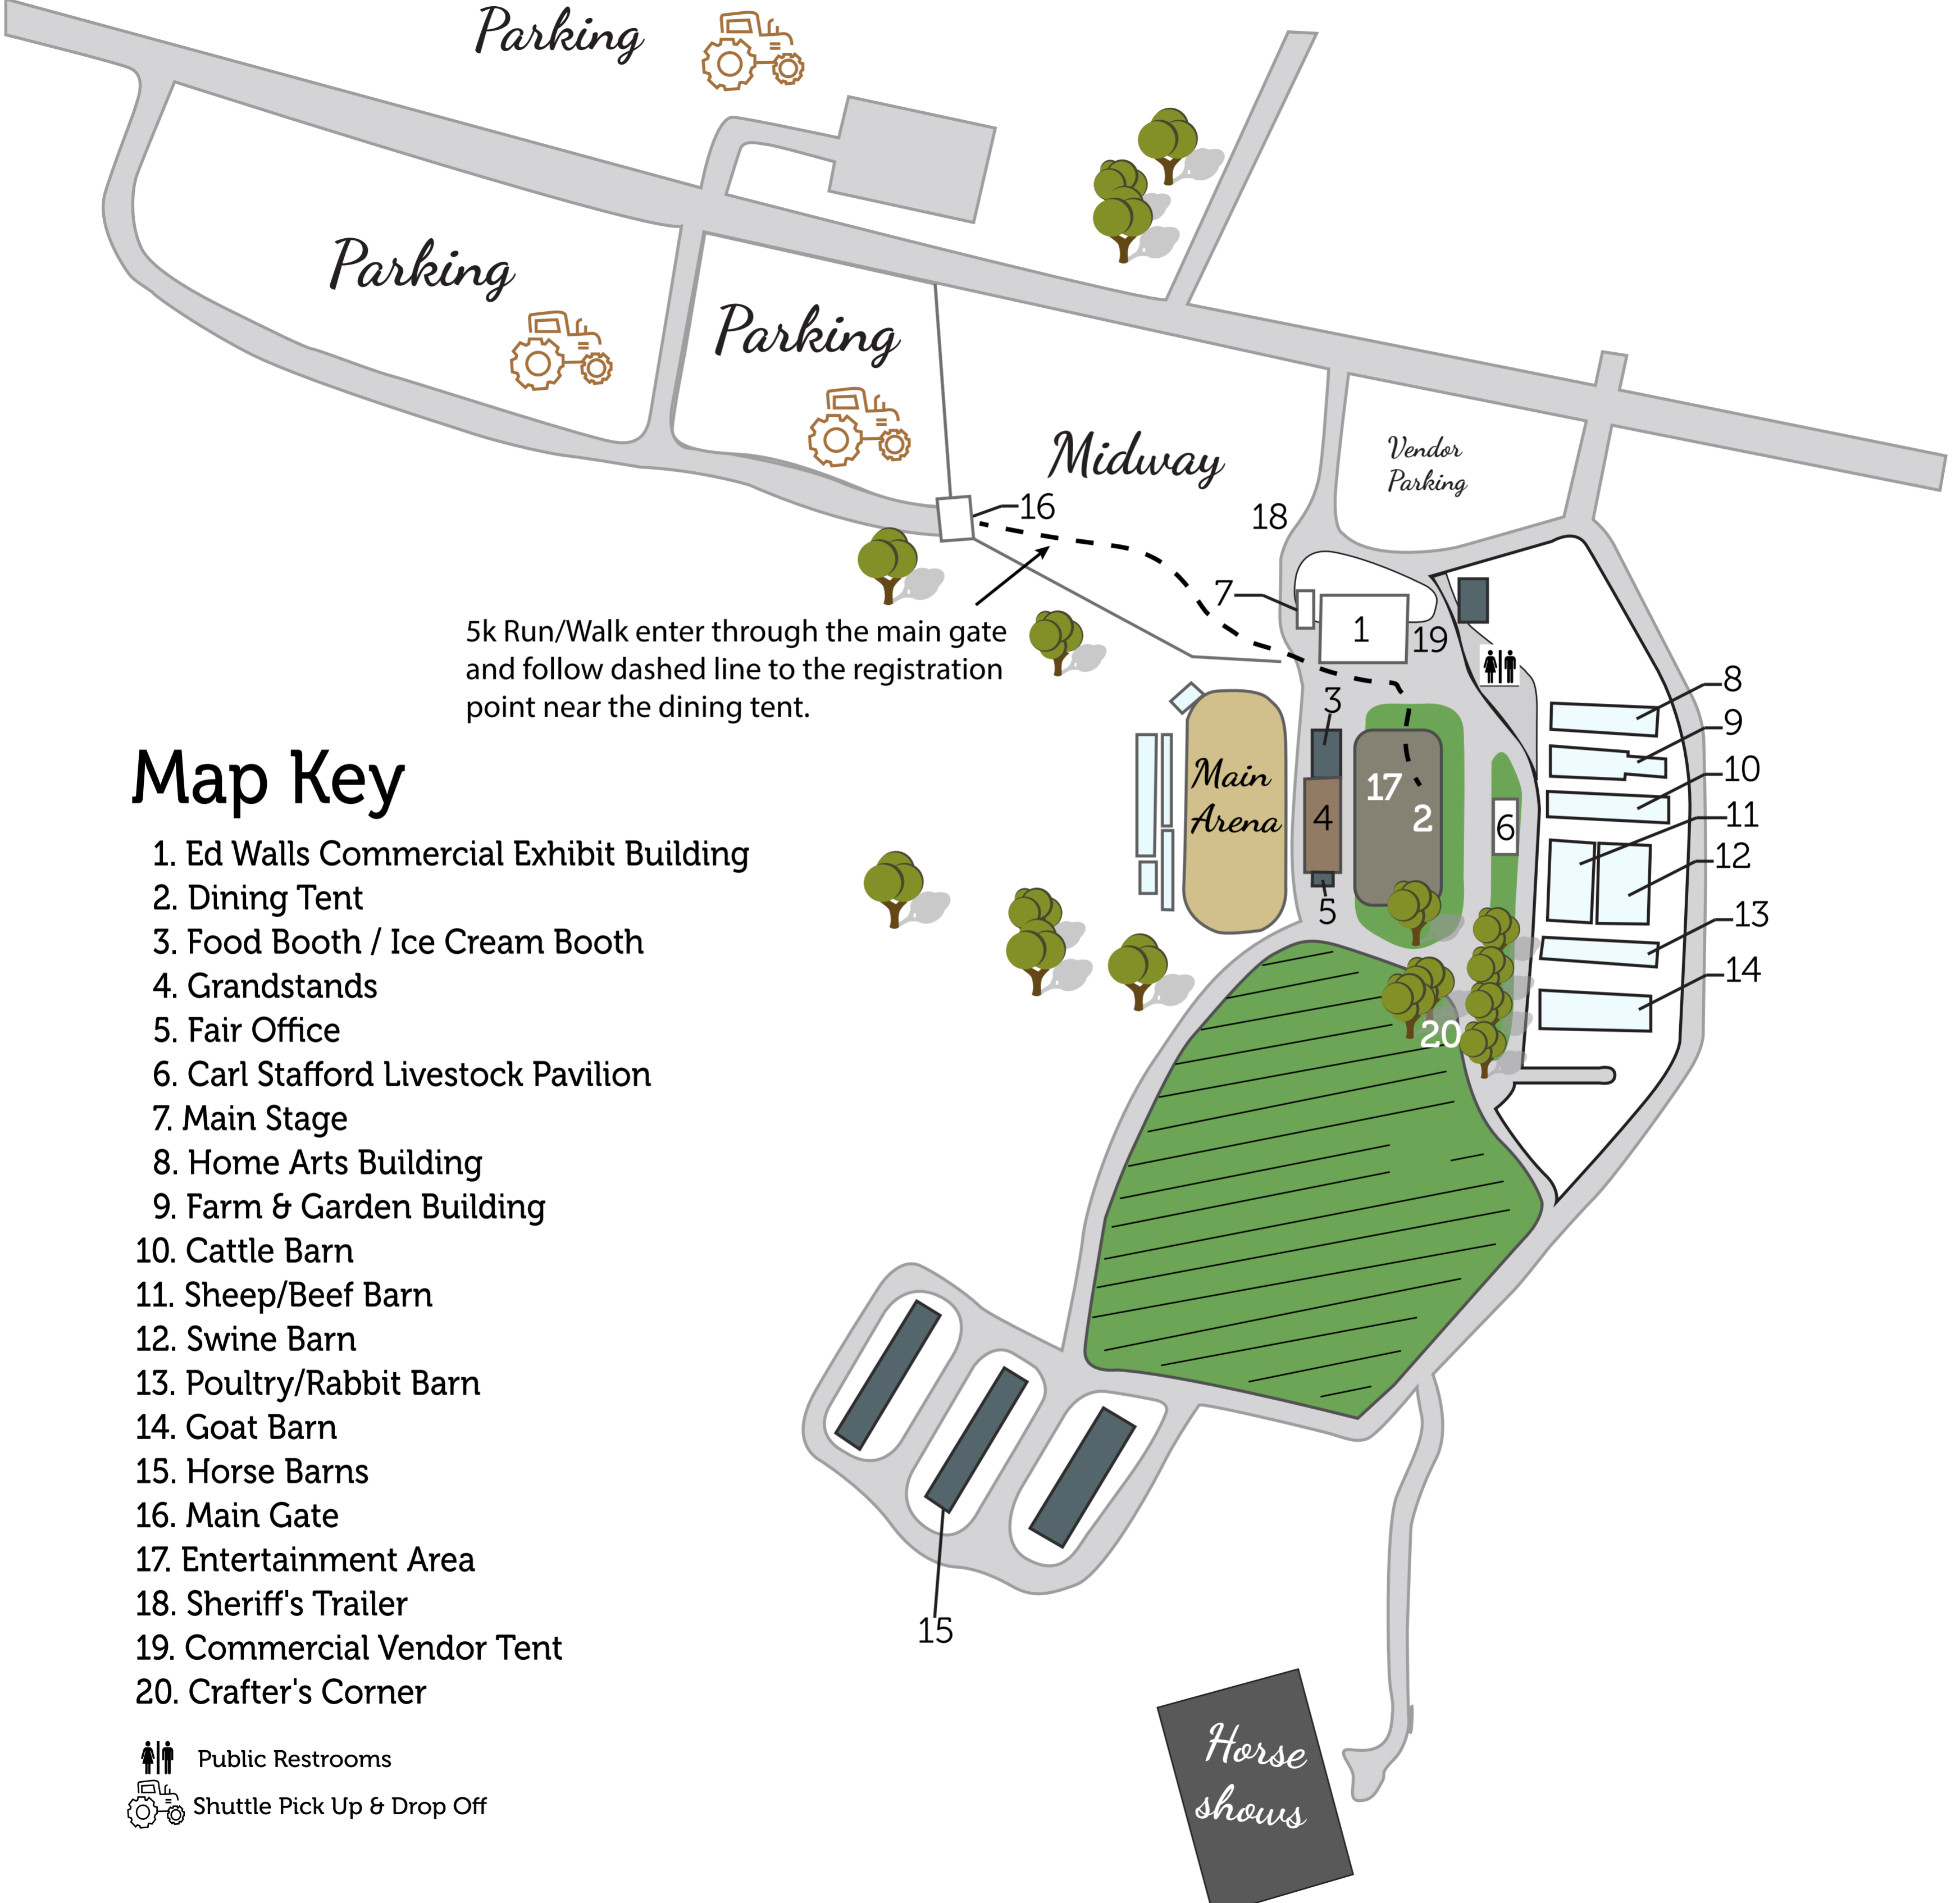 Parking
Parking
Parking
Midway
Vendor
Parking
16
18
7
1
19
5k Run/Walk enter through the main gate
and follow dashed line to the registration
point near the dining tent.
8
9
10
11
12
13
14
3
Main
Arena
17
2
4
6
5
20
15
Horse
shows
Map Key
1. Ed Walls Commercial Exhibit Building
2. Dining Tent
3. Food Booth / Ice Cream Booth
4. Grandstands
5. Fair Office
6. Carl Stafford Livestock Pavilion
7. Main Stage
8. Home Arts Building
9. Farm & Garden Building
10. Cattle Barn
11. Sheep/Beef Barn
12. Swine Barn
13. Poultry/Rabbit Barn
14. Goat Barn
15. Horse Barns
16. Main Gate
17. Entertainment Area
18. Sheriff's Trailer
19. Commercial Vendor Tent
20. Crafter's Corner
Public Restrooms
Shuttle Pick Up & Drop Off